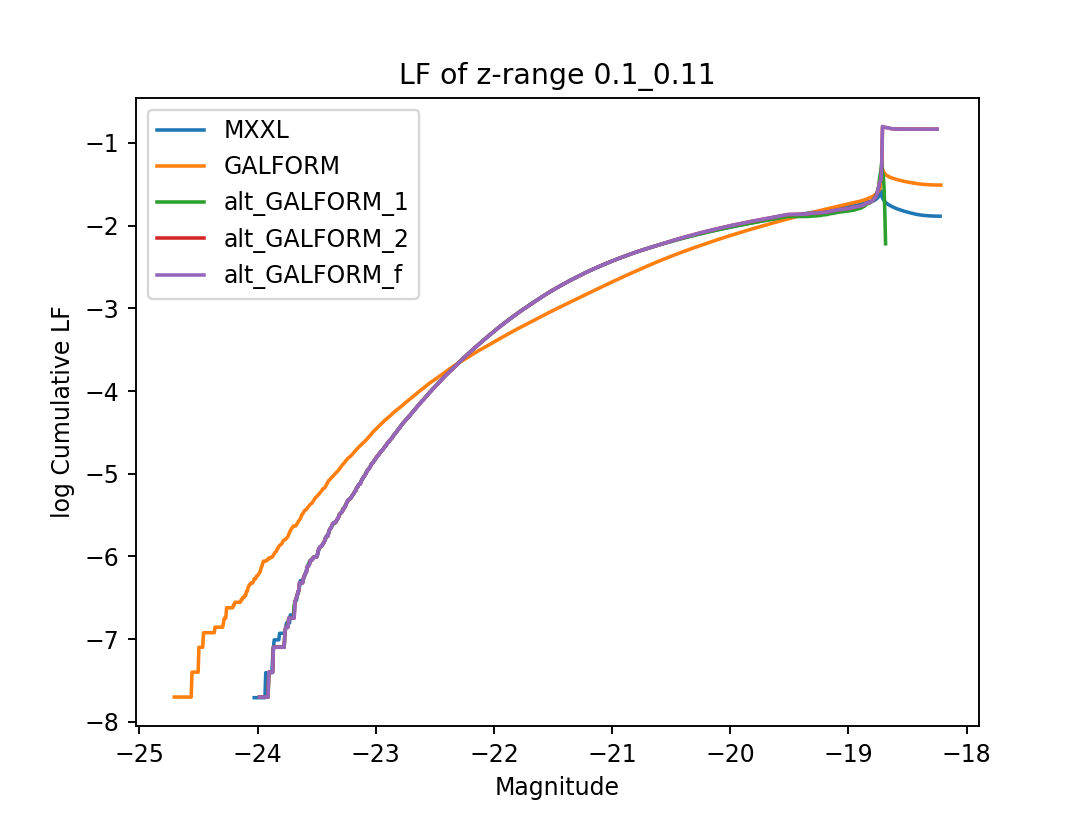 LF of z-range 0.1_0.11
MXXL
GALFORM
alt_GALFORM_1
alt_GALFORM_2
alt_GALFORM_f
−1
−2
−3
−4
−5
−6
−7
−8
log Cumulative LF
−25 −24 −23 −22 −21 −20 −19 −18
Magnitude